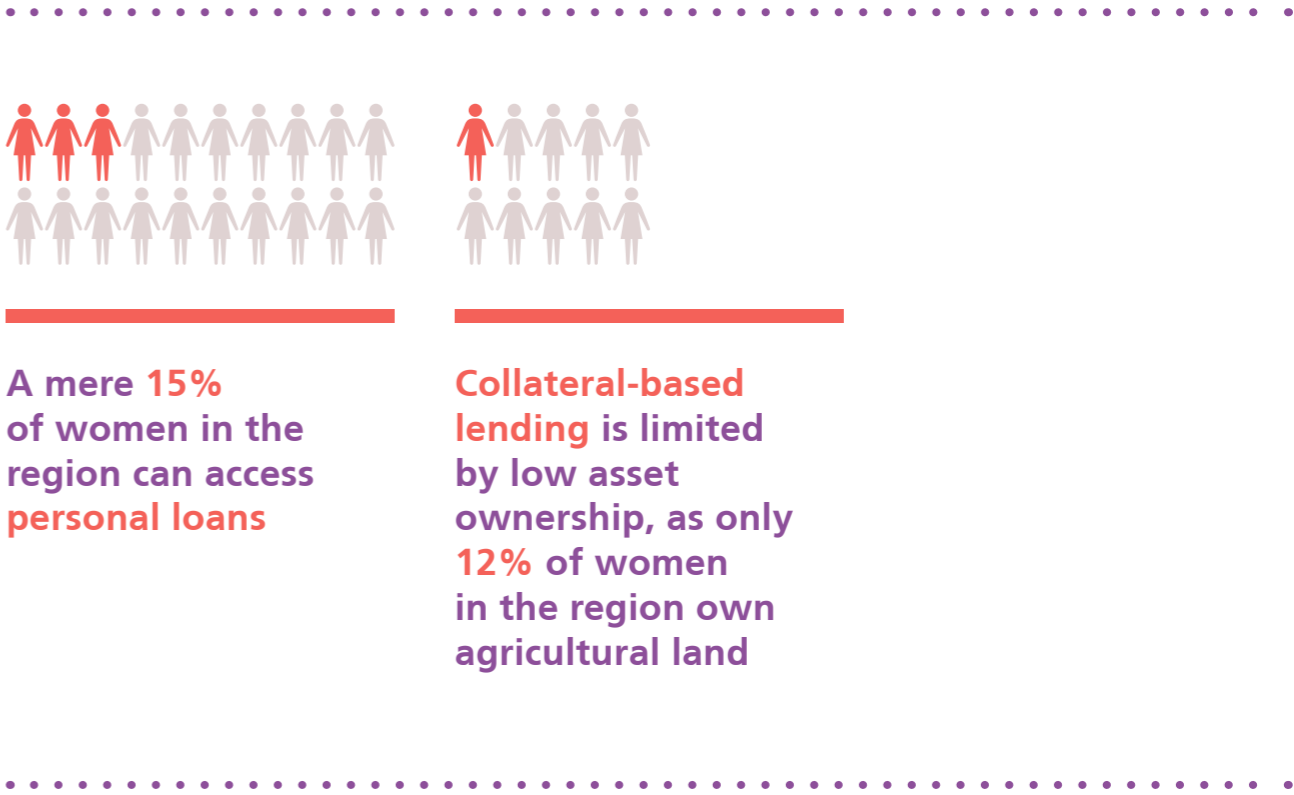 A mere 15%
of women in the
region can access
personal loans
Collateral-based
lending is limited
by low asset
ownership, as only
12% of women
in the region own
agricultural land